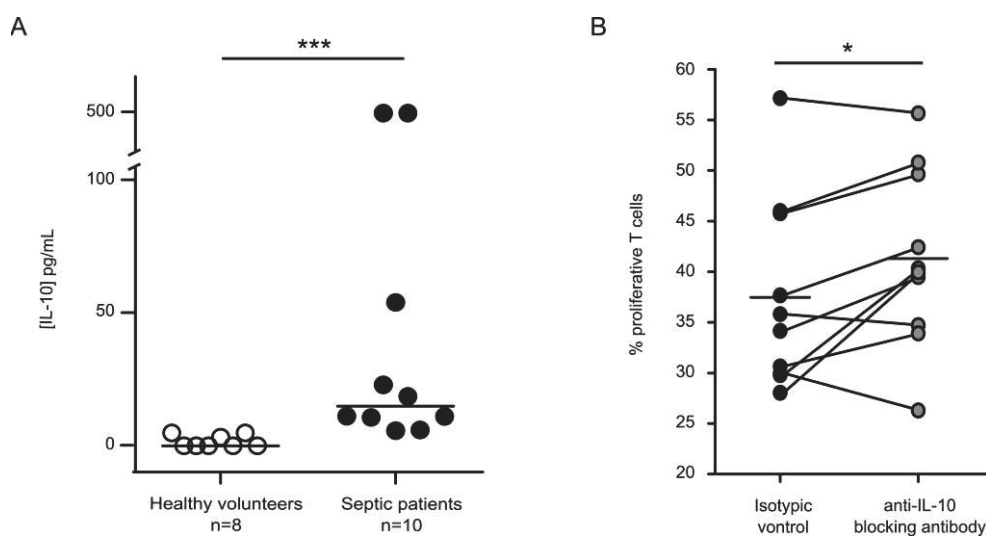 A
***
500
100
50
0
[IL-10] pg/mL
Healthy volunteers
n=8
Septic patients
n=10
B
*
60
55
50
45
40
35
30
25
20
% proliferative T cells
Isotypic
vontrol
anti-IL-10
blocking antibody